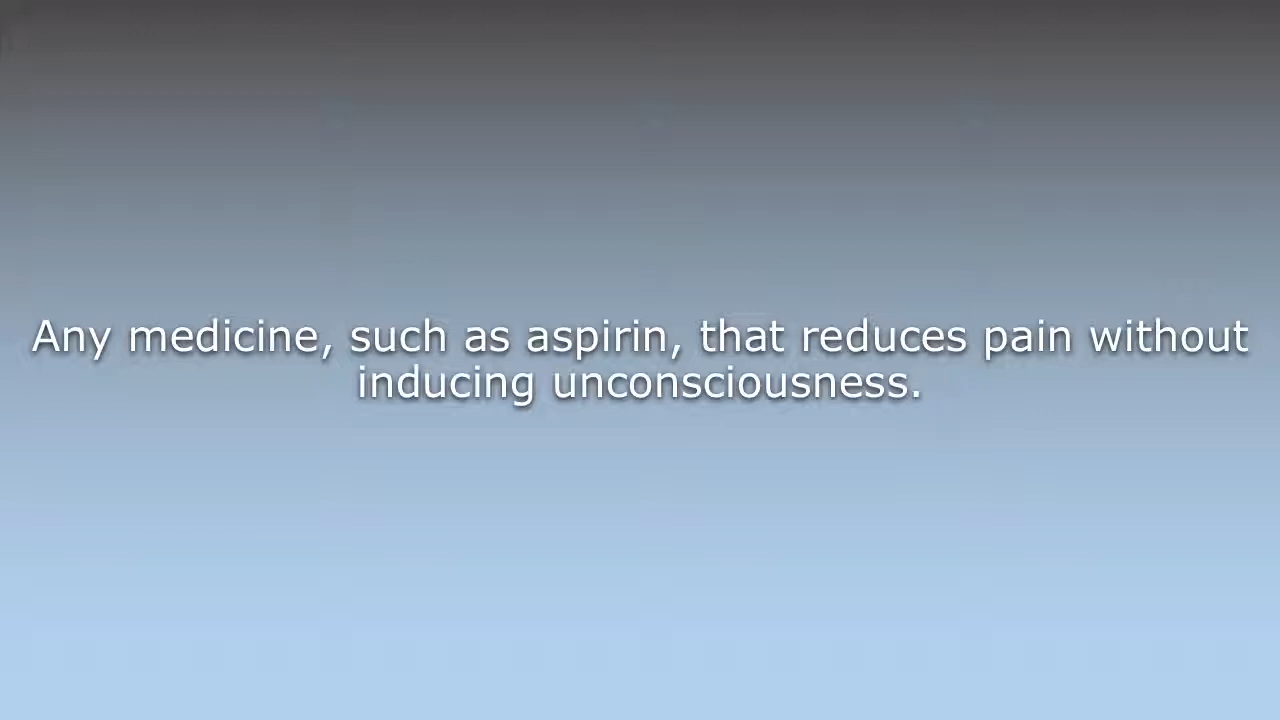 Any medicine, such as aspirin, that reduces pain without
inducing unconsciousness.